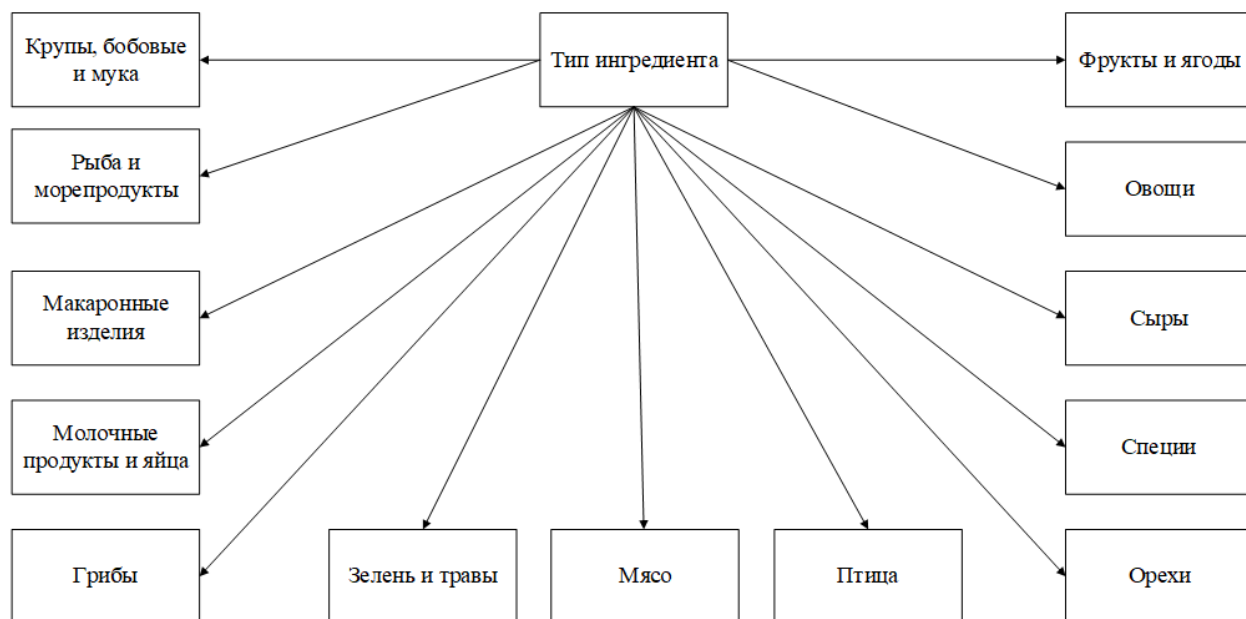 Крупы, бобовые
и мука
Тип ингредиента
Фрукты и ягоды
Рыба и
морепродукты
Овощи
Макаронные
изделия
Сыры
Молочные
продукты и яйца
Специи
Грибы
Зелень и травы
Мясо
Птица
Орехи